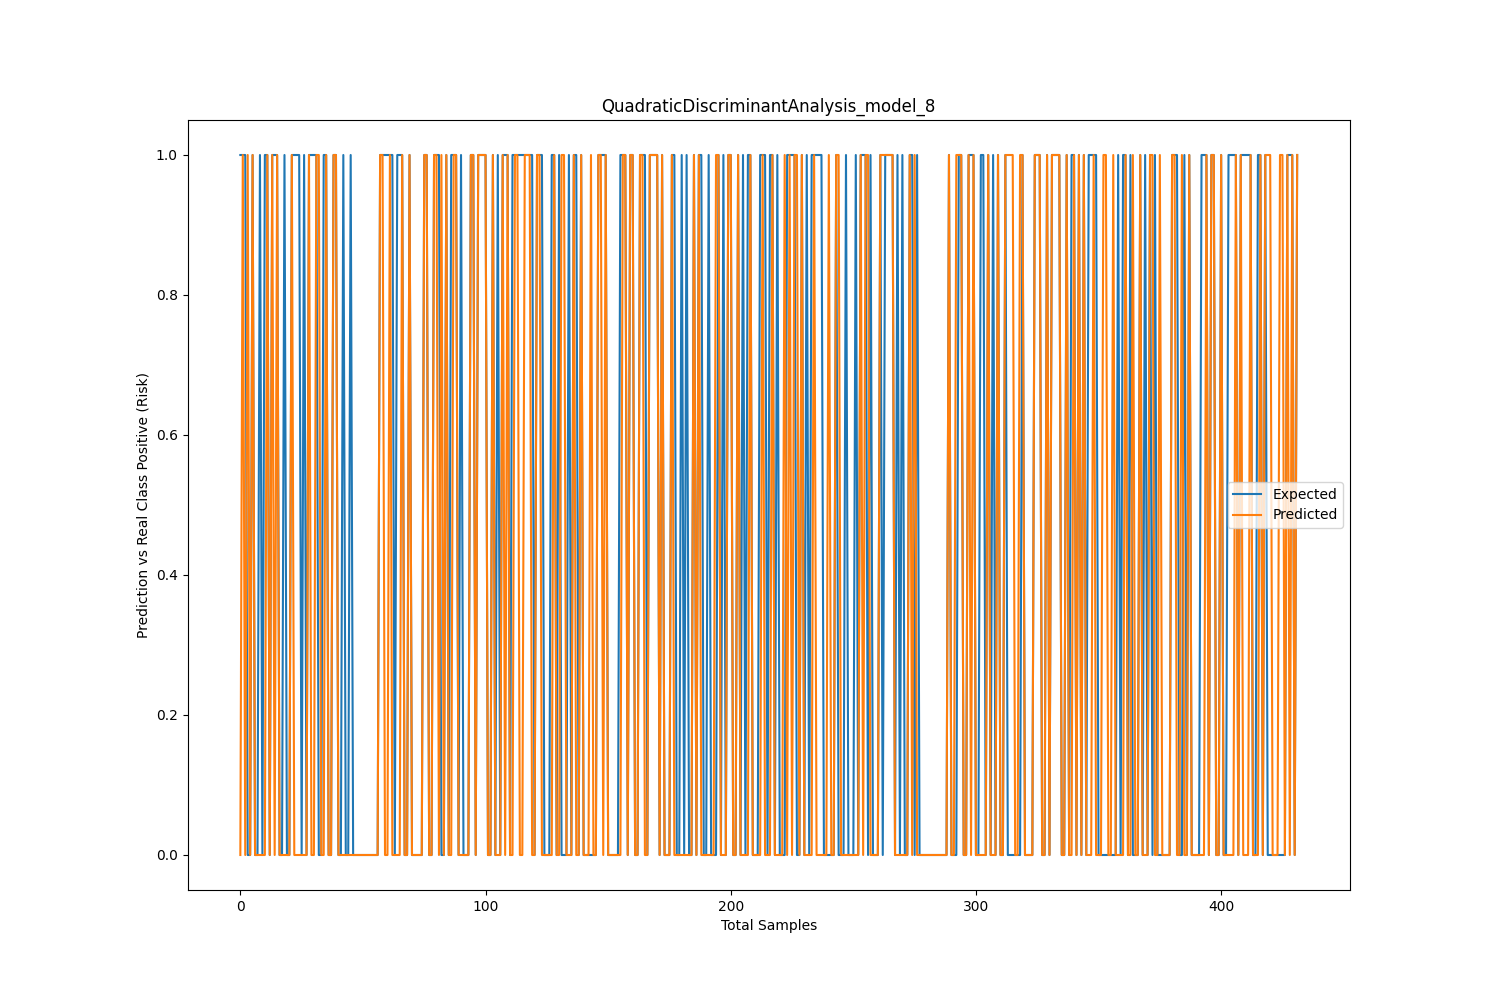 QuadraticDiscriminantAnalysis_model_8
Prediction vs Real Class Positive (Risk)
1.0
0.8
0.6
0.4
0.2
0.0
Expected
Predicted
0
100
200
300
400
Total Samples